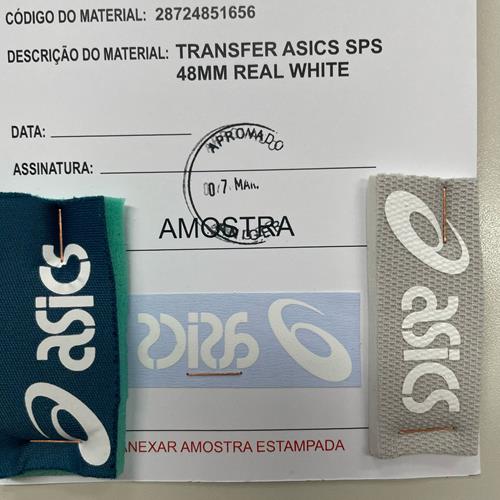 CÓDIGO DO MATERIAL: 28724851656
DESCRIÇÃO DO MATERIAL: TRANSFER ASICS SPS
48MM REAL WHITE
DATA:
ASSINATURA:
APROVADO
07 MAR.
AMOSTRA
asics
asics
asics
ANEXAR AMOSTRA ESTAMPADA